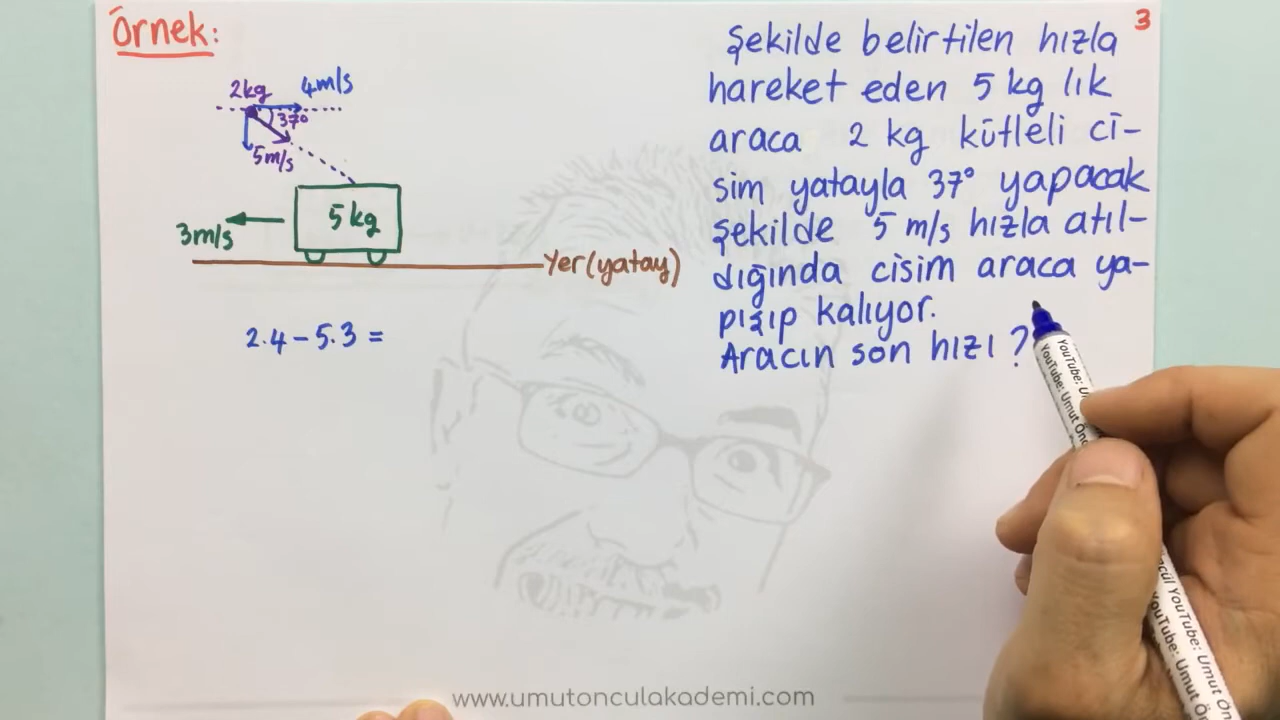 Örnek:
3
2kg
4m/s
37°
5m/s
5 kg
3m/s
Yer(yatay)
2.4 – 5.3 =
Şekilde belirtilen hızla
hareket eden 5 kg lık
araca 2 kg kütleli ci–
sim yatayla 37° yapacak
şekilde 5 m/s hızla atıl–
dığında cisim araca ya–
pışıp kalıyor.
Aracın son hızı ?
www.umutonculakademi.com